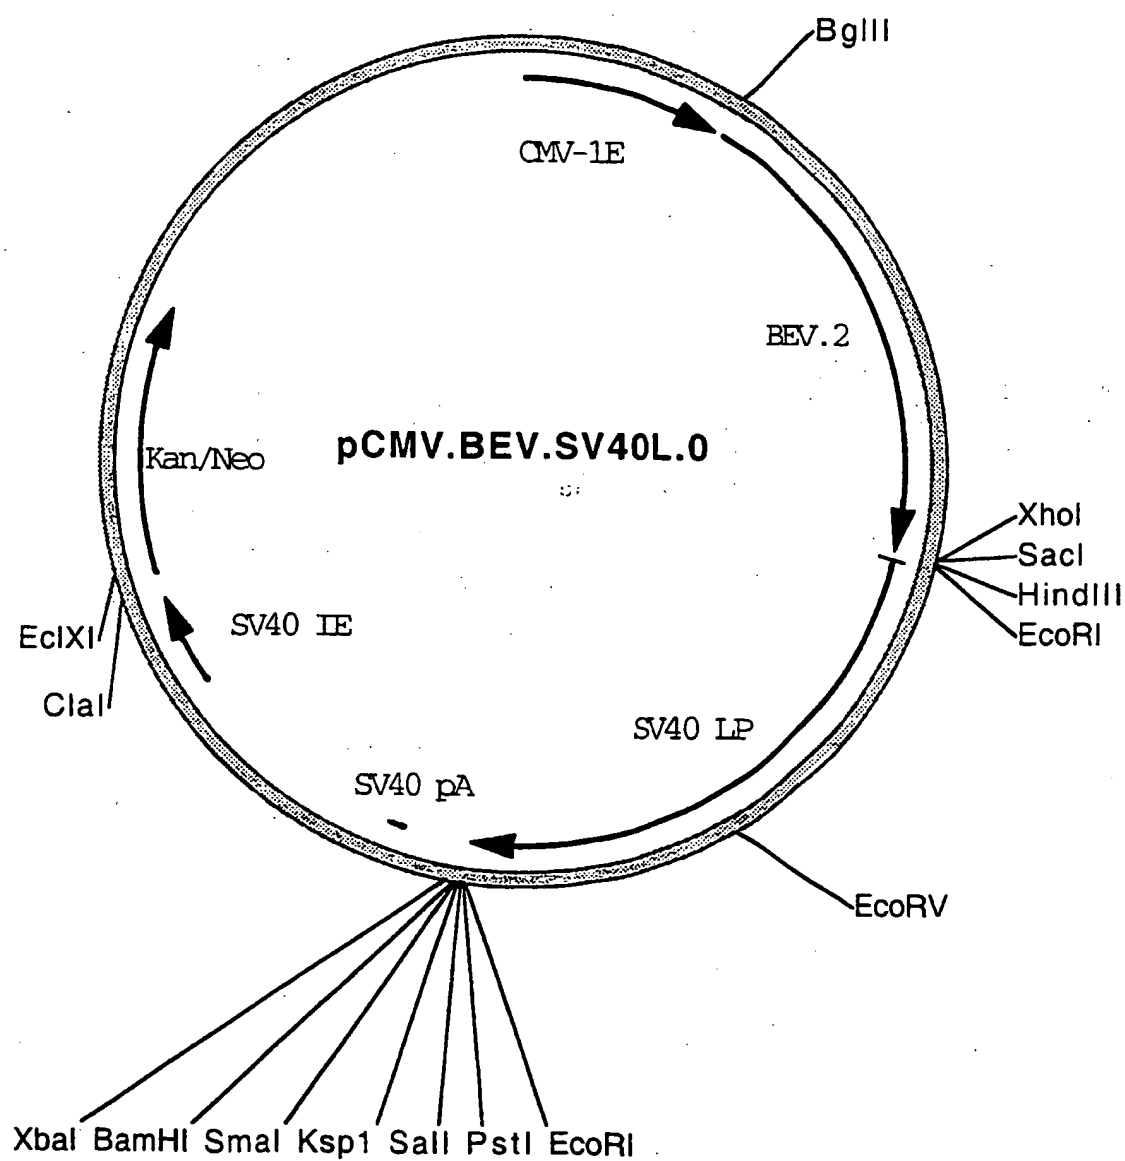 BglII
CMV-1E
BEV.2
Kan/Neo
pCMV.BEV.SV40L.0
XhoI
SacI
HindIII
EcoRI
SV40 IE
EclXI
ClaI
SV40 LP
SV40 pA
EcoRV
XbaI BamHI SmaI Ksp1 SalI PstI EcoRI